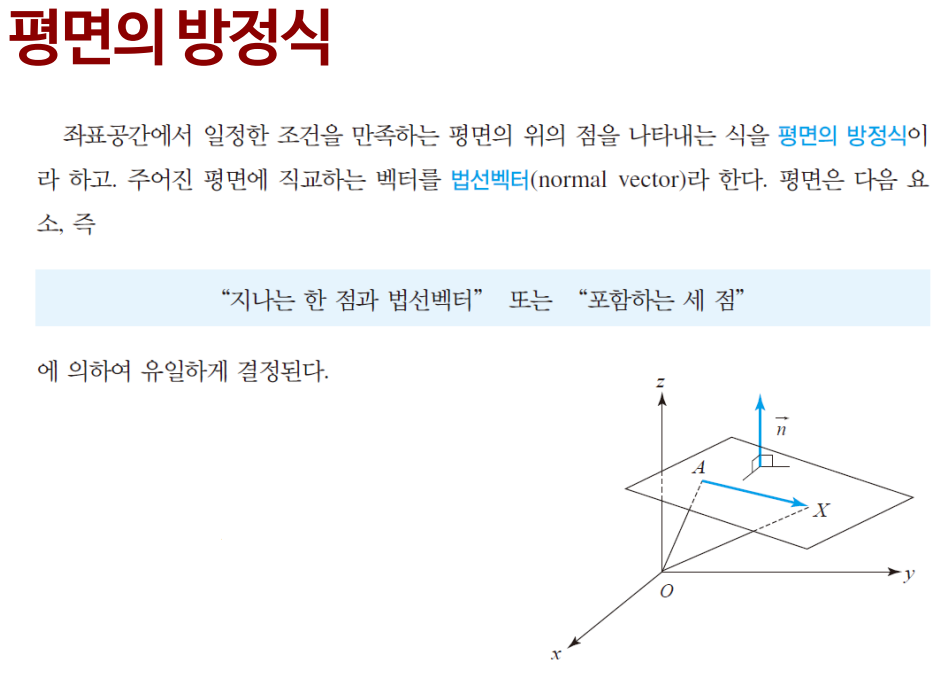 평면의 방정식
좌표공간에서 일정한 조건을 만족하는 평면의 위의 점을 나타내는 식을 평면의 방정식이
라 하고. 주어진 평면에 직교하는 벡터를 법선벡터(normal vector)라 한다. 평면은 다음 요
소, 즉
“지나는 한 점과 법선벡터” 또는 “포함하는 세 점”
에 의하여 유일하게 결정된다.
z
n
A
X
y
O
x